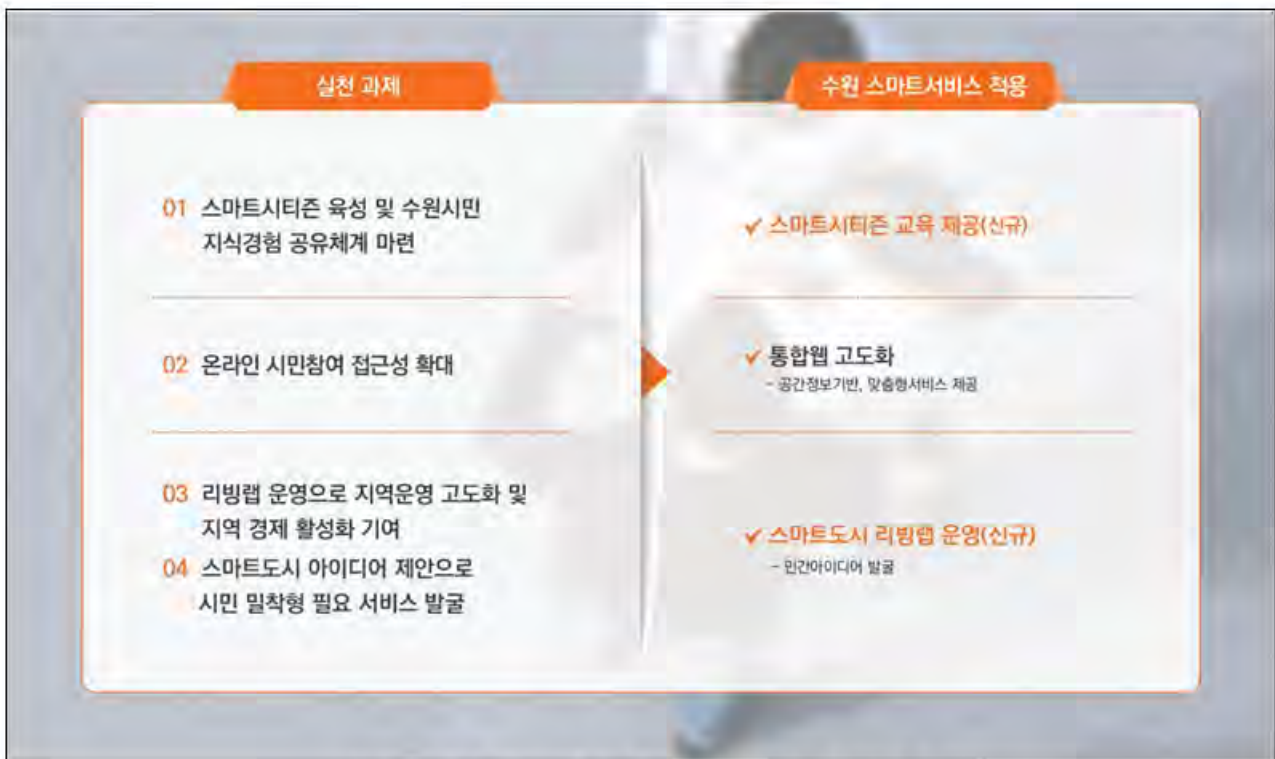 실천 과제
01 스마트시티즌 육성 및 수원시민
지식경험 공유체계 마련
02 온라인 시민참여 접근성 확대
03 리빙랩 운영으로 지역운영 고도화 및
지역 경제 활성화 기여
04 스마트도시 아이디어 제안으로
시민 밀착형 필요 서비스 발굴
수원 스마트서비스 적용
✓ 스마트시티즌 교육 제공(신규)
✓ 통합웹 고도화
- 공간정보기반, 맞춤형서비스 제공
✓ 스마트도시 리빙랩 운영(신규)
- 민간아이디어 발굴